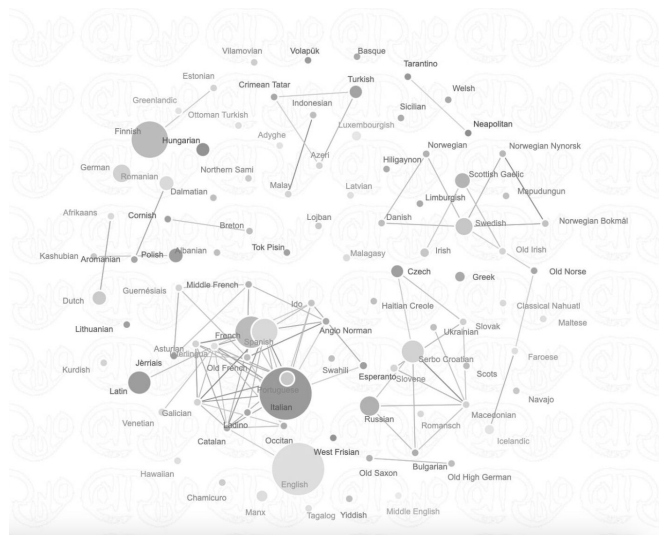 Vilamovian
Volapük
Basque
Tarantino
Estonian
Crimean Tatar
Turkish
Welsh
Greenlandic
Indonesian
Sicilian
Ottoman Turkish
Finnish
Hungarian
Adyghe
Luxembourgish
Neapolitan
Norwegian
Norwegian Nynorsk
Azeri
Hiligaynon
German
Romanian
Northern Sami
Scottish Gaelic
Dalmatian
Malay
Latvian
Limburgish
Mapudungun
Afrikaans
Cornish
Breton
Lojban
Danish
Swedish
Norwegian Bokmål
Kashubian
Aromanian
Polish
Albanian
Tok Pisin
Malagasy
Irish
Old Irish
Czech
Greek
Old Norse
Dutch
Guernésiais
Middle French
Ido
Haitian Creole
Classical Nahuatl
Maltese
Lithuanian
French
Spanish
Anglo Norman
Ukrainian
Slovak
Asturian
Interlingua
Jèrriais
Old French
Serbo Croatian
Faroese
Kurdish
Latin
Portuguese
Swahili
Esperanto
Slovene
Scots
Navajo
Venetian
Galician
Ladino
Italian
Russian
Romansch
Macedonian
Catalan
Occitan
West Frisian
Icelandic
Hawaiian
English
Old Saxon
Bulgarian
Old High German
Chamicuro
Manx
Tagalog
Yiddish
Middle English